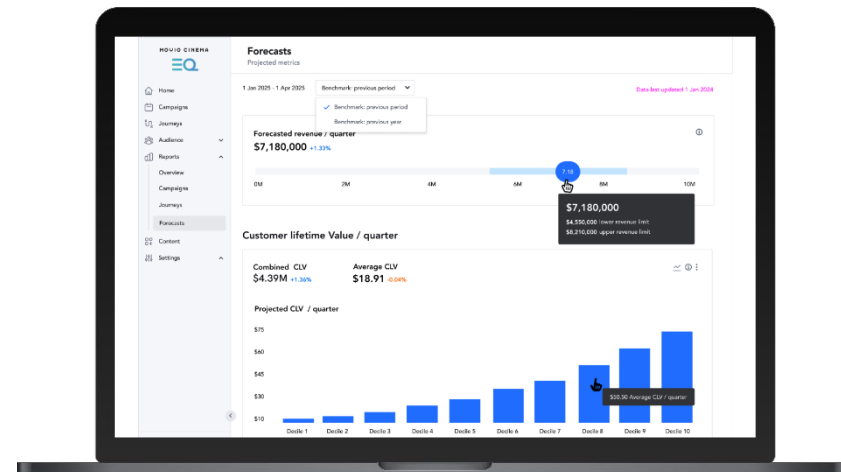 MOVIO CINEMA
EQ
Home
Campaigns
Journeys
Audience
Reports
Overview
Campaigns
Journeys
Forecasts
Content
Settings
Forecasts
Projected metrics
1 Jan 2025 - 1 Apr 2025
Benchmark: previous period
Data last updated: 1 Jan 2024
Benchmark: previous period
Benchmark: previous year
Forecasted revenue / quarter
$7,180,000 +1.33%
7.18
0M 2M 4M 6M 8M 10M
$7,180,000
$4,550,000 lower revenue limit
$8,210,000 upper revenue limit
Customer lifetime Value / quarter
Combined CLV
$4.39M +1.36%
Average CLV
$18.91 -0.04%
Projected CLV / quarter
$75
$60
$45
$30
$10
$50.50 Average CLV / quarter
Decile 1 Decile 2 Decile 3 Decile 4 Decile 5 Decile 6 Decile 7 Decile 8 Decile 9 Decile 10